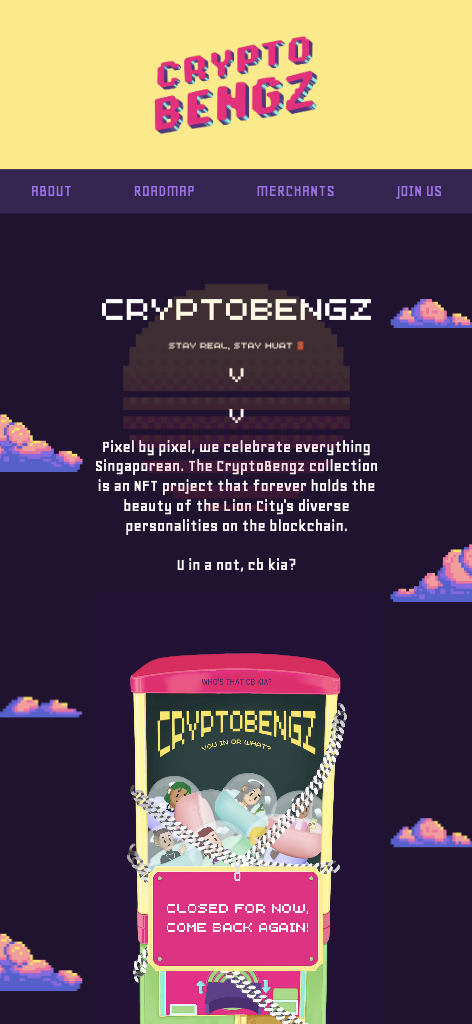 CRYPTO
BENGZ
ABOUT
ROADMAP
MERCHANTS
JOIN US
CRYPTOBENGZ
STAY REAL, STAY HUAT 🧧
V
V
Pixel by pixel, we celebrate everything
Singaporean. The CryptoBengz collection
is an NFT project that forever holds the
beauty of the Lion City's diverse
personalities on the blockchain.
U in a not, cb kia?
WHO'S THAT CB KIA?
CRYPTOBENGZ
YOU IN OR WHAT?
CLOSED FOR NOW,
COME BACK AGAIN!